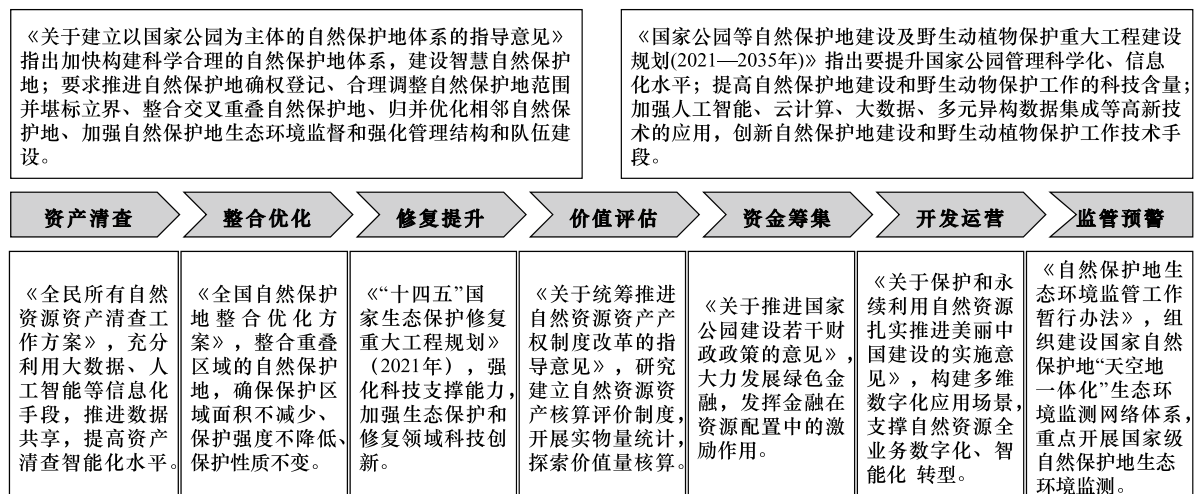 《关于建立以国家公园为主体的自然保护地体系的指导意见》
指出加快构建科学合理的自然保护地体系，建设智慧自然保护
地；要求推进自然保护地确权登记、合理调整自然保护地范围
并堪标立界、整合交叉重叠自然保护地、归并优化相邻自然保
护地、加强自然保护地生态环境监督和强化管理结构和队伍建
设。
《国家公园等自然保护地建设及野生动植物保护重大工程建设
规划(2021—2035年)》指出要提升国家公园管理科学化、信息
化水平；提高自然保护地建设和野生动物保护工作的科技含量；
加强人工智能、云计算、大数据、多元异构数据集成等高新技
术的应用，创新自然保护地建设和野生动植物保护工作技术手
段。
资产清查
整合优化
修复提升
价值评估
资金筹集
开发运营
监管预警
《全民所有自然
资源资产清查工
作方案》，充分
利用大数据、人
工智能等信息化
手段，推进数据
共享，提高资产
清查智能化水平。
《全国自然保护
地整合优化方
案》，整合重叠
区域的自然保护
地，确保保护区
域面积不减少、
保护强度不降低、
保护性质不变。
《“十四五”国
家生态保护修复
重大工程规划》
（2021年），强
化科技支撑能力，
加强生态保护和
修复领域科技创
新。
《关于统筹推进
自然资源资产产
权制度改革的指
导意见》，研究
建立自然资源资
产核算评价制度，
开展实物量统计，
探索价值量核算。
《关于推进国家
公园建设若干财
政政策的意见》，
大力发展绿色金
融，发挥金融在
资源配置中的激
励作用。
《关于保护和永
续利用自然资源
扎实推进美丽中
国建设的实施意
见》，构建多维
数字化应用场景，
支撑自然资源全
业务数字化、智
能化 转型。
《自然保护地生
态环境监管工作
暂行办法》，组
织建设国家自然
保护地“天空地
一体化”生态环
境监测网络体系，
重点开展国家级
自然保护地生态
环境监测。